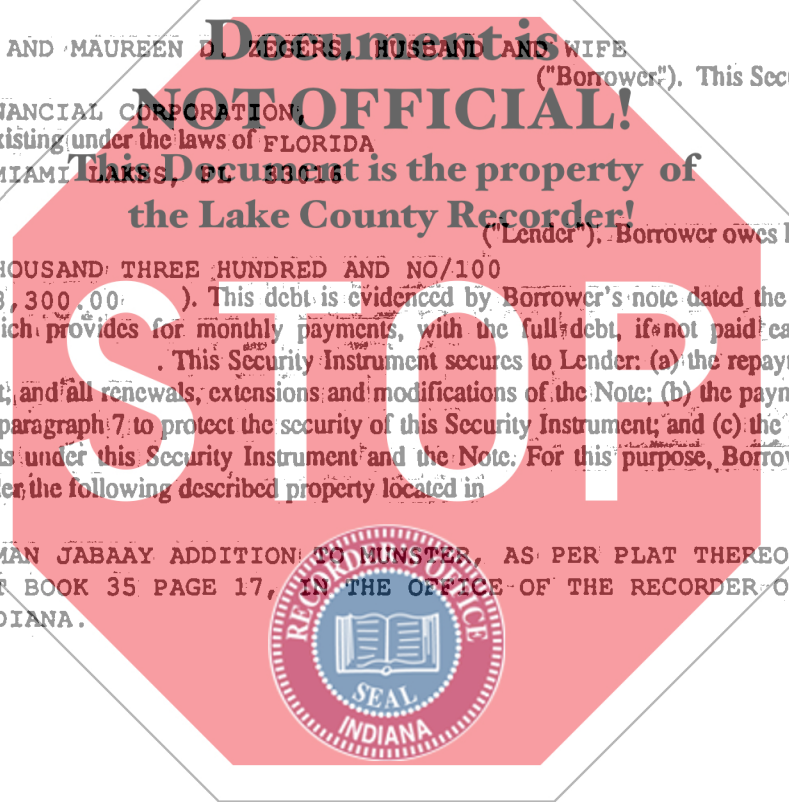 Document is
AND MAUREEN D. ZEGERS, HUSBAND AND WIFE
("Borrower"). This Sec
NOT OFFICIAL!
NANCIAL CORPORATION,
xisting under the laws of FLORIDA
This Document is the property of
MIAMI LAKES, FL 33016
the Lake County Recorder!
("Lender"). Borrower owes
HOUSAND THREE HUNDRED AND NO/100
,300.00 ). This debt is evidenced by Borrower's note dated the
ich provides for monthly payments, with the full debt, if not paid ea
. This Security Instrument secures to Lender: (a) the repay
t; and all renewals, extensions and modifications of the Note; (b) the paym
paragraph 7 to protect the security of this Security Instrument; and (c) the
ts under this Security Instrument and the Note. For this purpose, Borrow
er the following described property located in
STOP
MAN JABAAY ADDITION TO MUNSTER, AS PER PLAT THEREO
T BOOK 35 PAGE 17, IN THE OFFICE OF THE RECORDER O
DIANA.
RECORDER'S OFFICE
SEAL
INDIANA